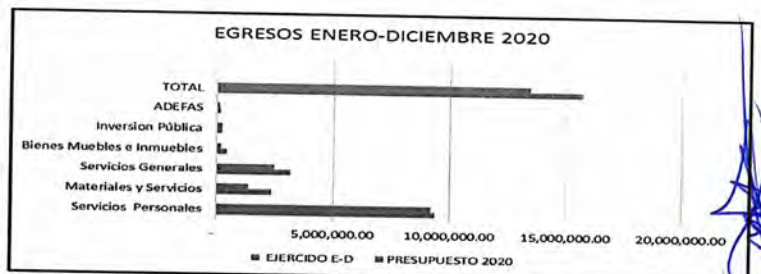 EGRESOS ENERO-DICIEMBRE 2020
TOTAL
ADEFAS
Inversion Pública
Bienes Muebles e Inmuebles
Servicios Generales
Materiales y Servicios
Servicios Personales
- 5,000,000.00 10,000,000.00 15,000,000.00 20,000,000.00
EJERCIDO E-D PRESUPUESTO 2020